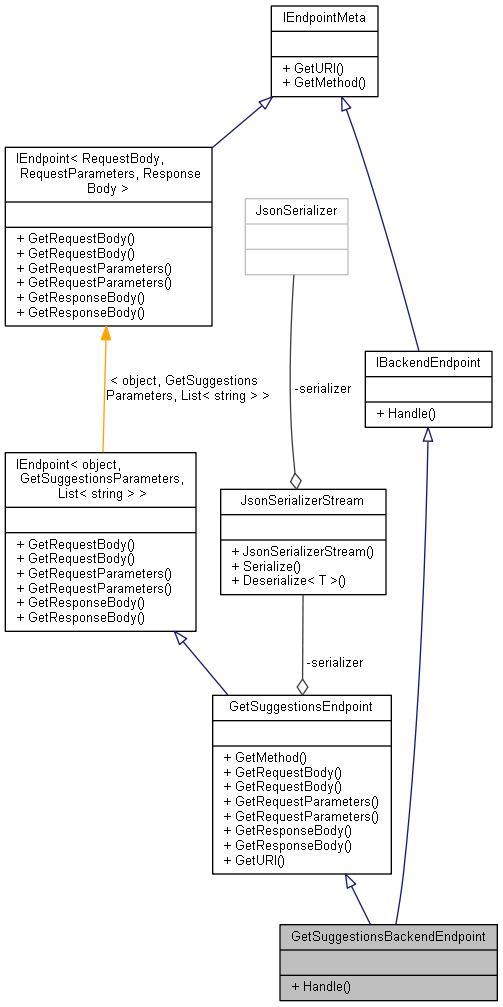 IEndpointMeta
+ GetURI()
+ GetMethod()
IEndpoint< RequestBody,
RequestParameters, Response
Body >
+ GetRequestBody()
+ GetRequestBody()
+ GetRequestParameters()
+ GetRequestParameters()
+ GetResponseBody()
+ GetResponseBody()
JsonSerializer
IBackendEndpoint
+ Handle()
< object, GetSuggestions
Parameters, List< string > >
-serializer
IEndpoint< object,
GetSuggestionsParameters,
List< string > >
+ GetRequestBody()
+ GetRequestBody()
+ GetRequestParameters()
+ GetRequestParameters()
+ GetResponseBody()
+ GetResponseBody()
JsonSerializerStream
+ JsonSerializerStream()
+ Serialize()
+ Deserialize< T >()
-serializer
GetSuggestionsEndpoint
+ GetMethod()
+ GetRequestBody()
+ GetRequestBody()
+ GetRequestParameters()
+ GetRequestParameters()
+ GetResponseBody()
+ GetResponseBody()
+ GetURI()
GetSuggestionsBackendEndpoint
+ Handle()